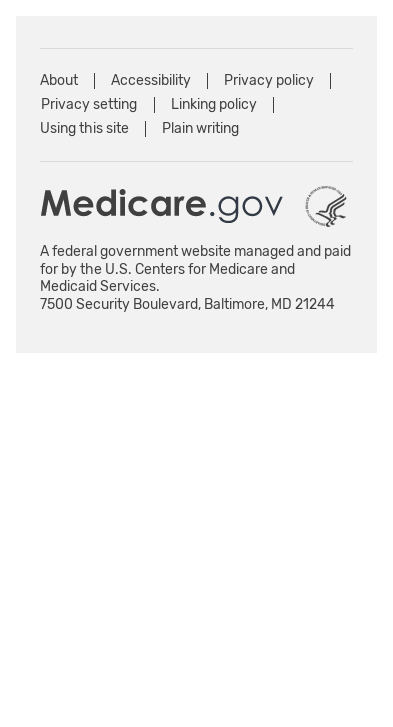 About | Accessibility | Privacy policy |
Privacy setting | Linking policy |
Using this site | Plain writing
Medicare.gov
A federal government website managed and paid
for by the U.S. Centers for Medicare and
Medicaid Services.
7500 Security Boulevard, Baltimore, MD 21244